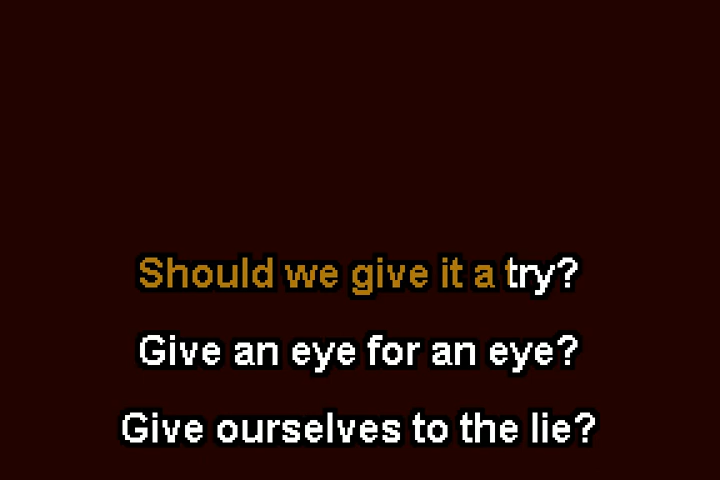 Should we give it a try?
Give an eye for an eye?
Give ourselves to the lie?